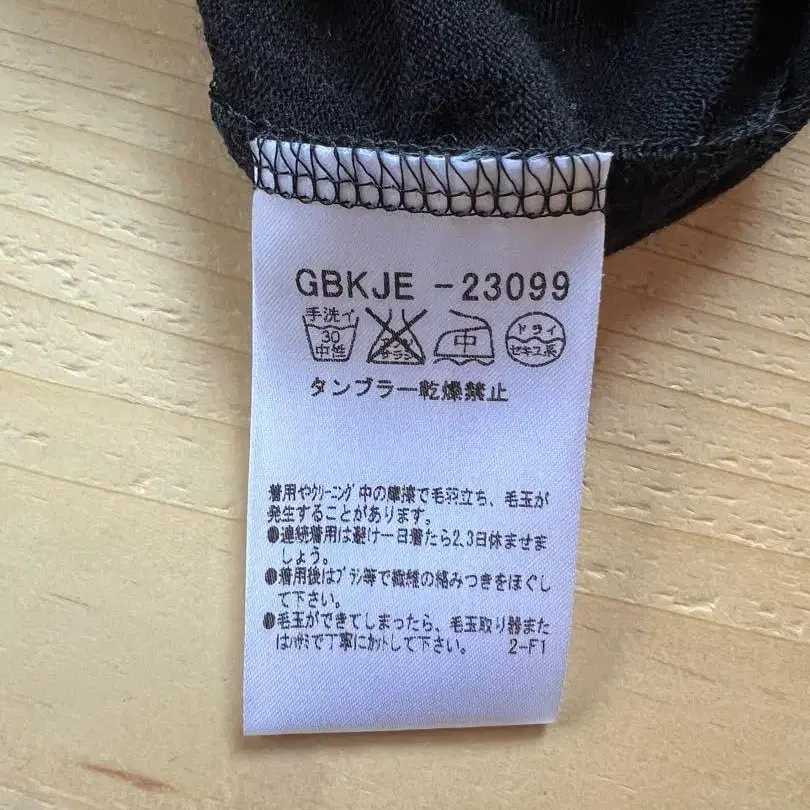 GBKJE -23099
手洗イ 30 中性
エンソ サラシ
中
ドライ セキユ系
タンブラー乾燥禁止
着用やクリーニング中の摩擦で毛羽立ち、毛玉が
発生することがあります。
●連続着用は避け一日着たら2,3日休ませま
しょう。
●着用後はブラシ等で繊維の絡みつきをほぐし
て下さい。
●毛玉ができてしまったら、毛玉取り器また
はハサミで丁寧にカットして下さい。 2-F1